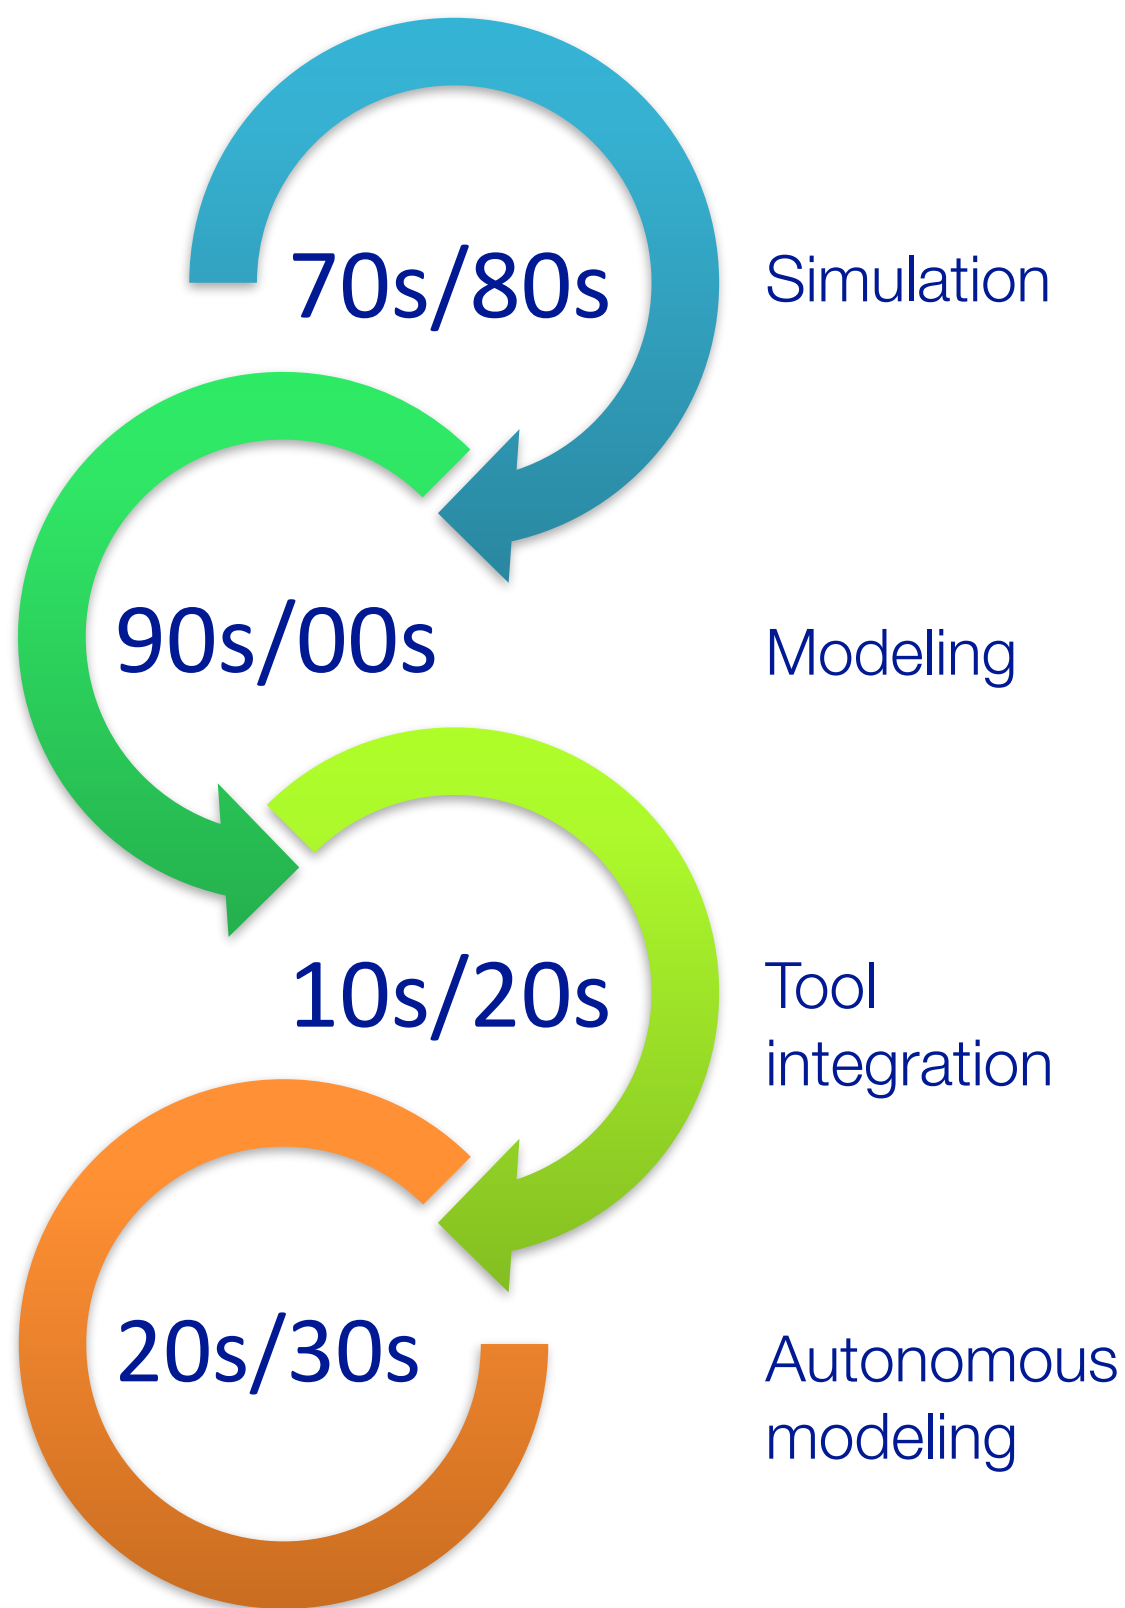 70s/80s
Simulation
90s/00s
Modeling
10s/20s
Tool
integration
20s/30s
Autonomous
modeling